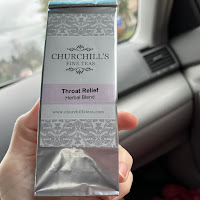 CHURCHILL'S
FINE TEAS
Throat Relief
Herbal Blend
www.churchillsteas.com